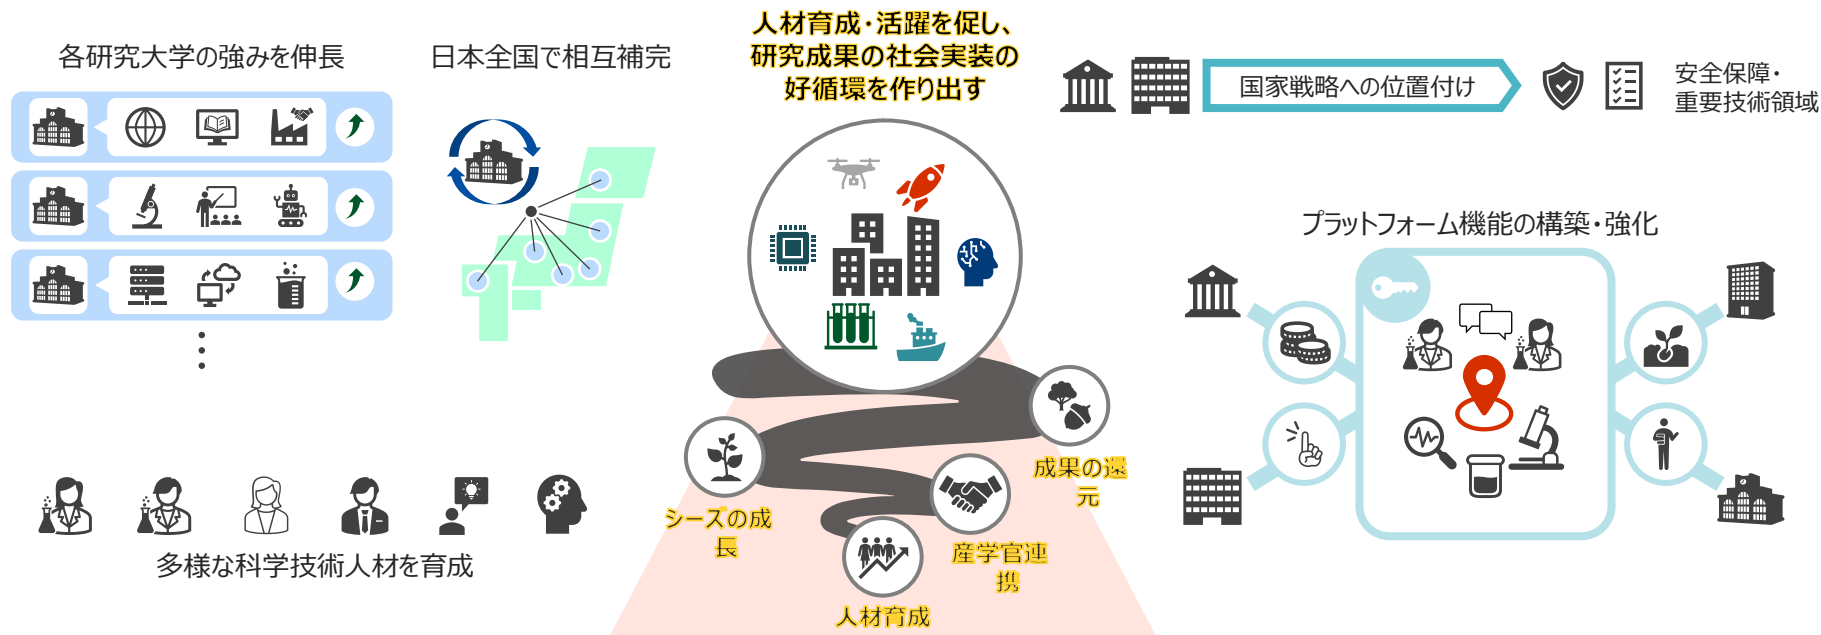 各研究大学の強みを伸長
日本全国で相互補完
人材育成・活躍を促し、
研究成果の社会実装の
好循環を作り出す
国家戦略への位置付け
安全保障・
重要技術領域
プラットフォーム機能の構築・強化
成果の還
元
シーズの成
長
産学官連
携
人材育成
多様な科学技術人材を育成